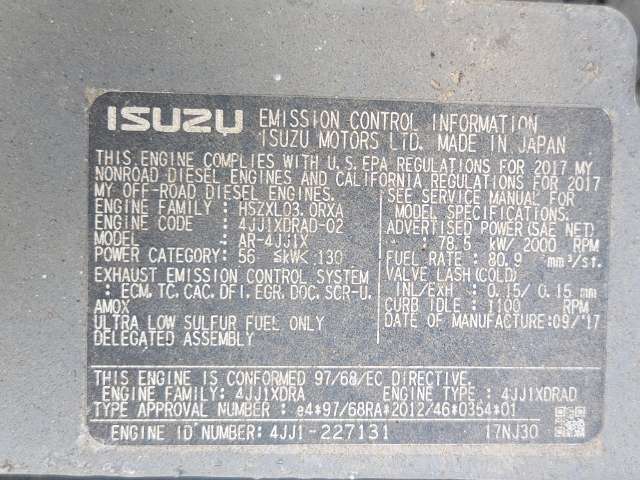 ISUZU EMISSION CONTROL INFORMATION
ISUZU MOTORS LTD. MADE IN JAPAN
THIS ENGINE COMPLIES WITH U.S.EPA REGULATIONS FOR 2017 MY
NONROAD DIESEL ENGINES AND CALIFORNIA REGULATIONS FOR 2017
MY OFF-ROAD DIESEL ENGINES.
ENGINE FAMILY : HSZXL03.0RXA
ENGINE CODE : 4JJ1XDRAD-02
MODEL : AR-4JJ1X
POWER CATEGORY: 56 ≤kW< 130
EXHAUST EMISSION CONTROL SYSTEM
: ECM, TC, CAC, DFI, EGR, DOC, SCR-U,
AMOX
ULTRA LOW SULFUR FUEL ONLY
DELEGATED ASSEMBLY
SEE SERVICE MANUAL FOR
MODEL SPECIFICATIONS.
ADVERTISED POWER(SAE NET)
: 78.5 kW/ 2000 RPM
FUEL RATE : 80.9 mm³/st.
VALVE LASH(COLD)
IN/EXH : 0.15/ 0.15 mm
CURB IDLE : 1100 RPM
DATE OF MANUFACTURE:09/'17
THIS ENGINE IS CONFORMED 97/68/EC DIRECTIVE.
ENGINE FAMILY: 4JJ1XDRA ENGINE TYPE : 4JJ1XDRAD
TYPE APPROVAL NUMBER : e4*97/68RA*2012/46*0354*01
ENGINE ID NUMBER: 4JJ1-227131 17NJ30